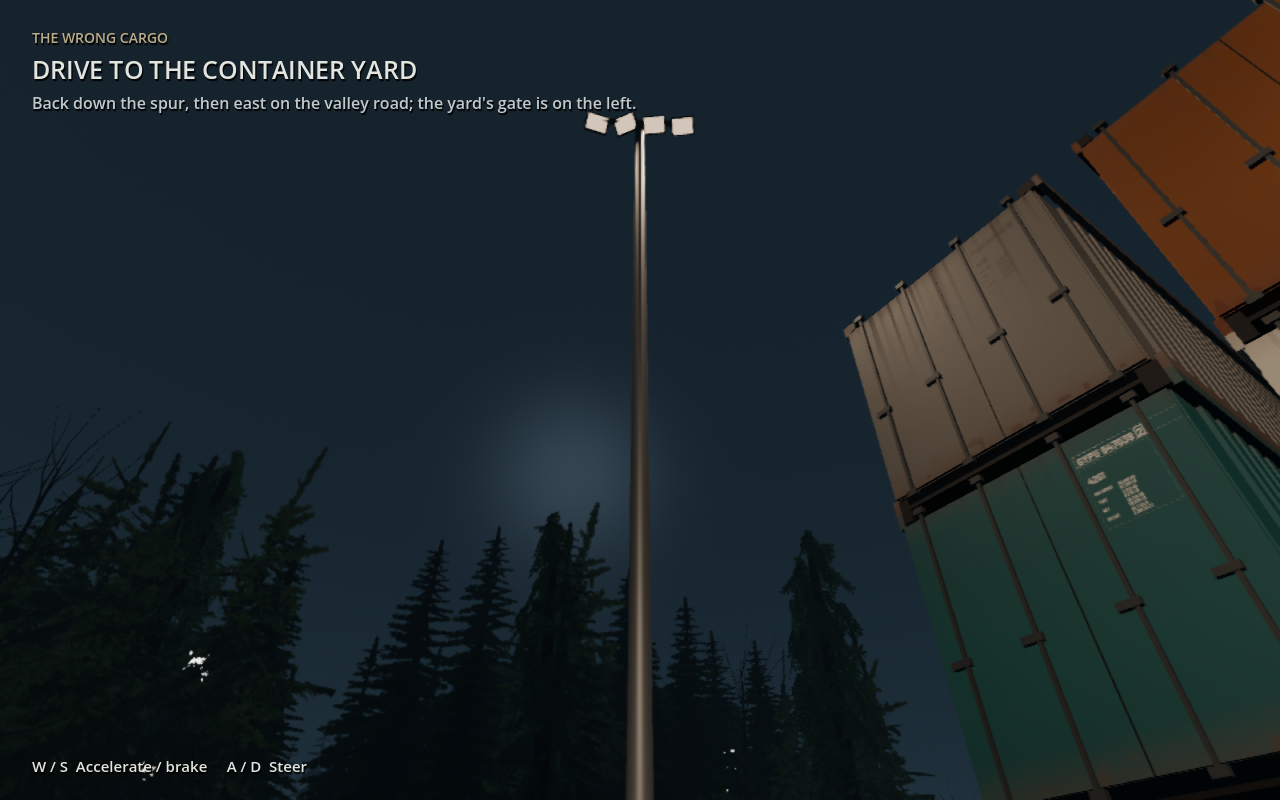 THE WRONG CARGO
DRIVE TO THE CONTAINER YARD
Back down the spur, then east on the valley road; the yard's gate is on the left.
W / S Accelerate / brake A / D Steer